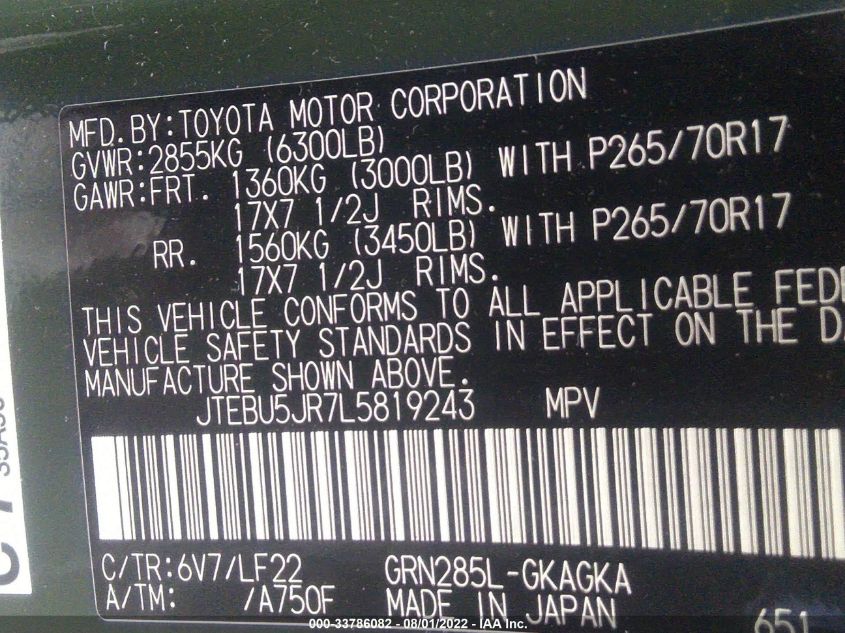 MFD.BY:TOYOTA MOTOR CORPORATION
GVWR:2855KG (6300LB)
GAWR:FRT. 1360KG (3000LB) WITH P265/70R17
17X7 1/2J RIMS.
RR. 1560KG (3450LB) WITH P265/70R17
17X7 1/2J RIMS.
THIS VEHICLE CONFORMS TO ALL APPLICABLE FEDE
VEHICLE SAFETY STANDARDS IN EFFECT ON THE DA
MANUFACTURE SHOWN ABOVE.
JTEBU5JR7L5819243 MPV
C/TR:6V7/LF22 GRN285L-GKAGKA
A/TM: /A750F MADE IN JAPAN 651
000-33786082 - 08/01/2022 - IAA Inc.